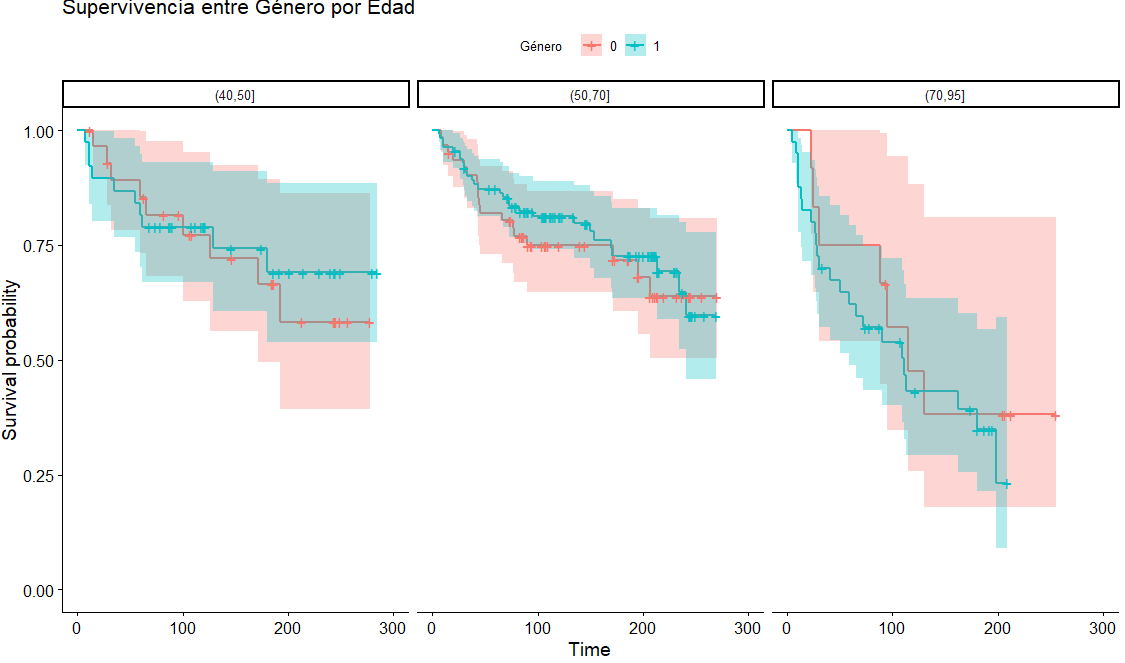 Supervivencia entre Género por Edad
Género 0 1
(40,50] (50,70] (70,95]
Survival probability
1.00
0.75
0.50
0.25
0.00
0 100 200 300 0 100 200 300 0 100 200 300
Time